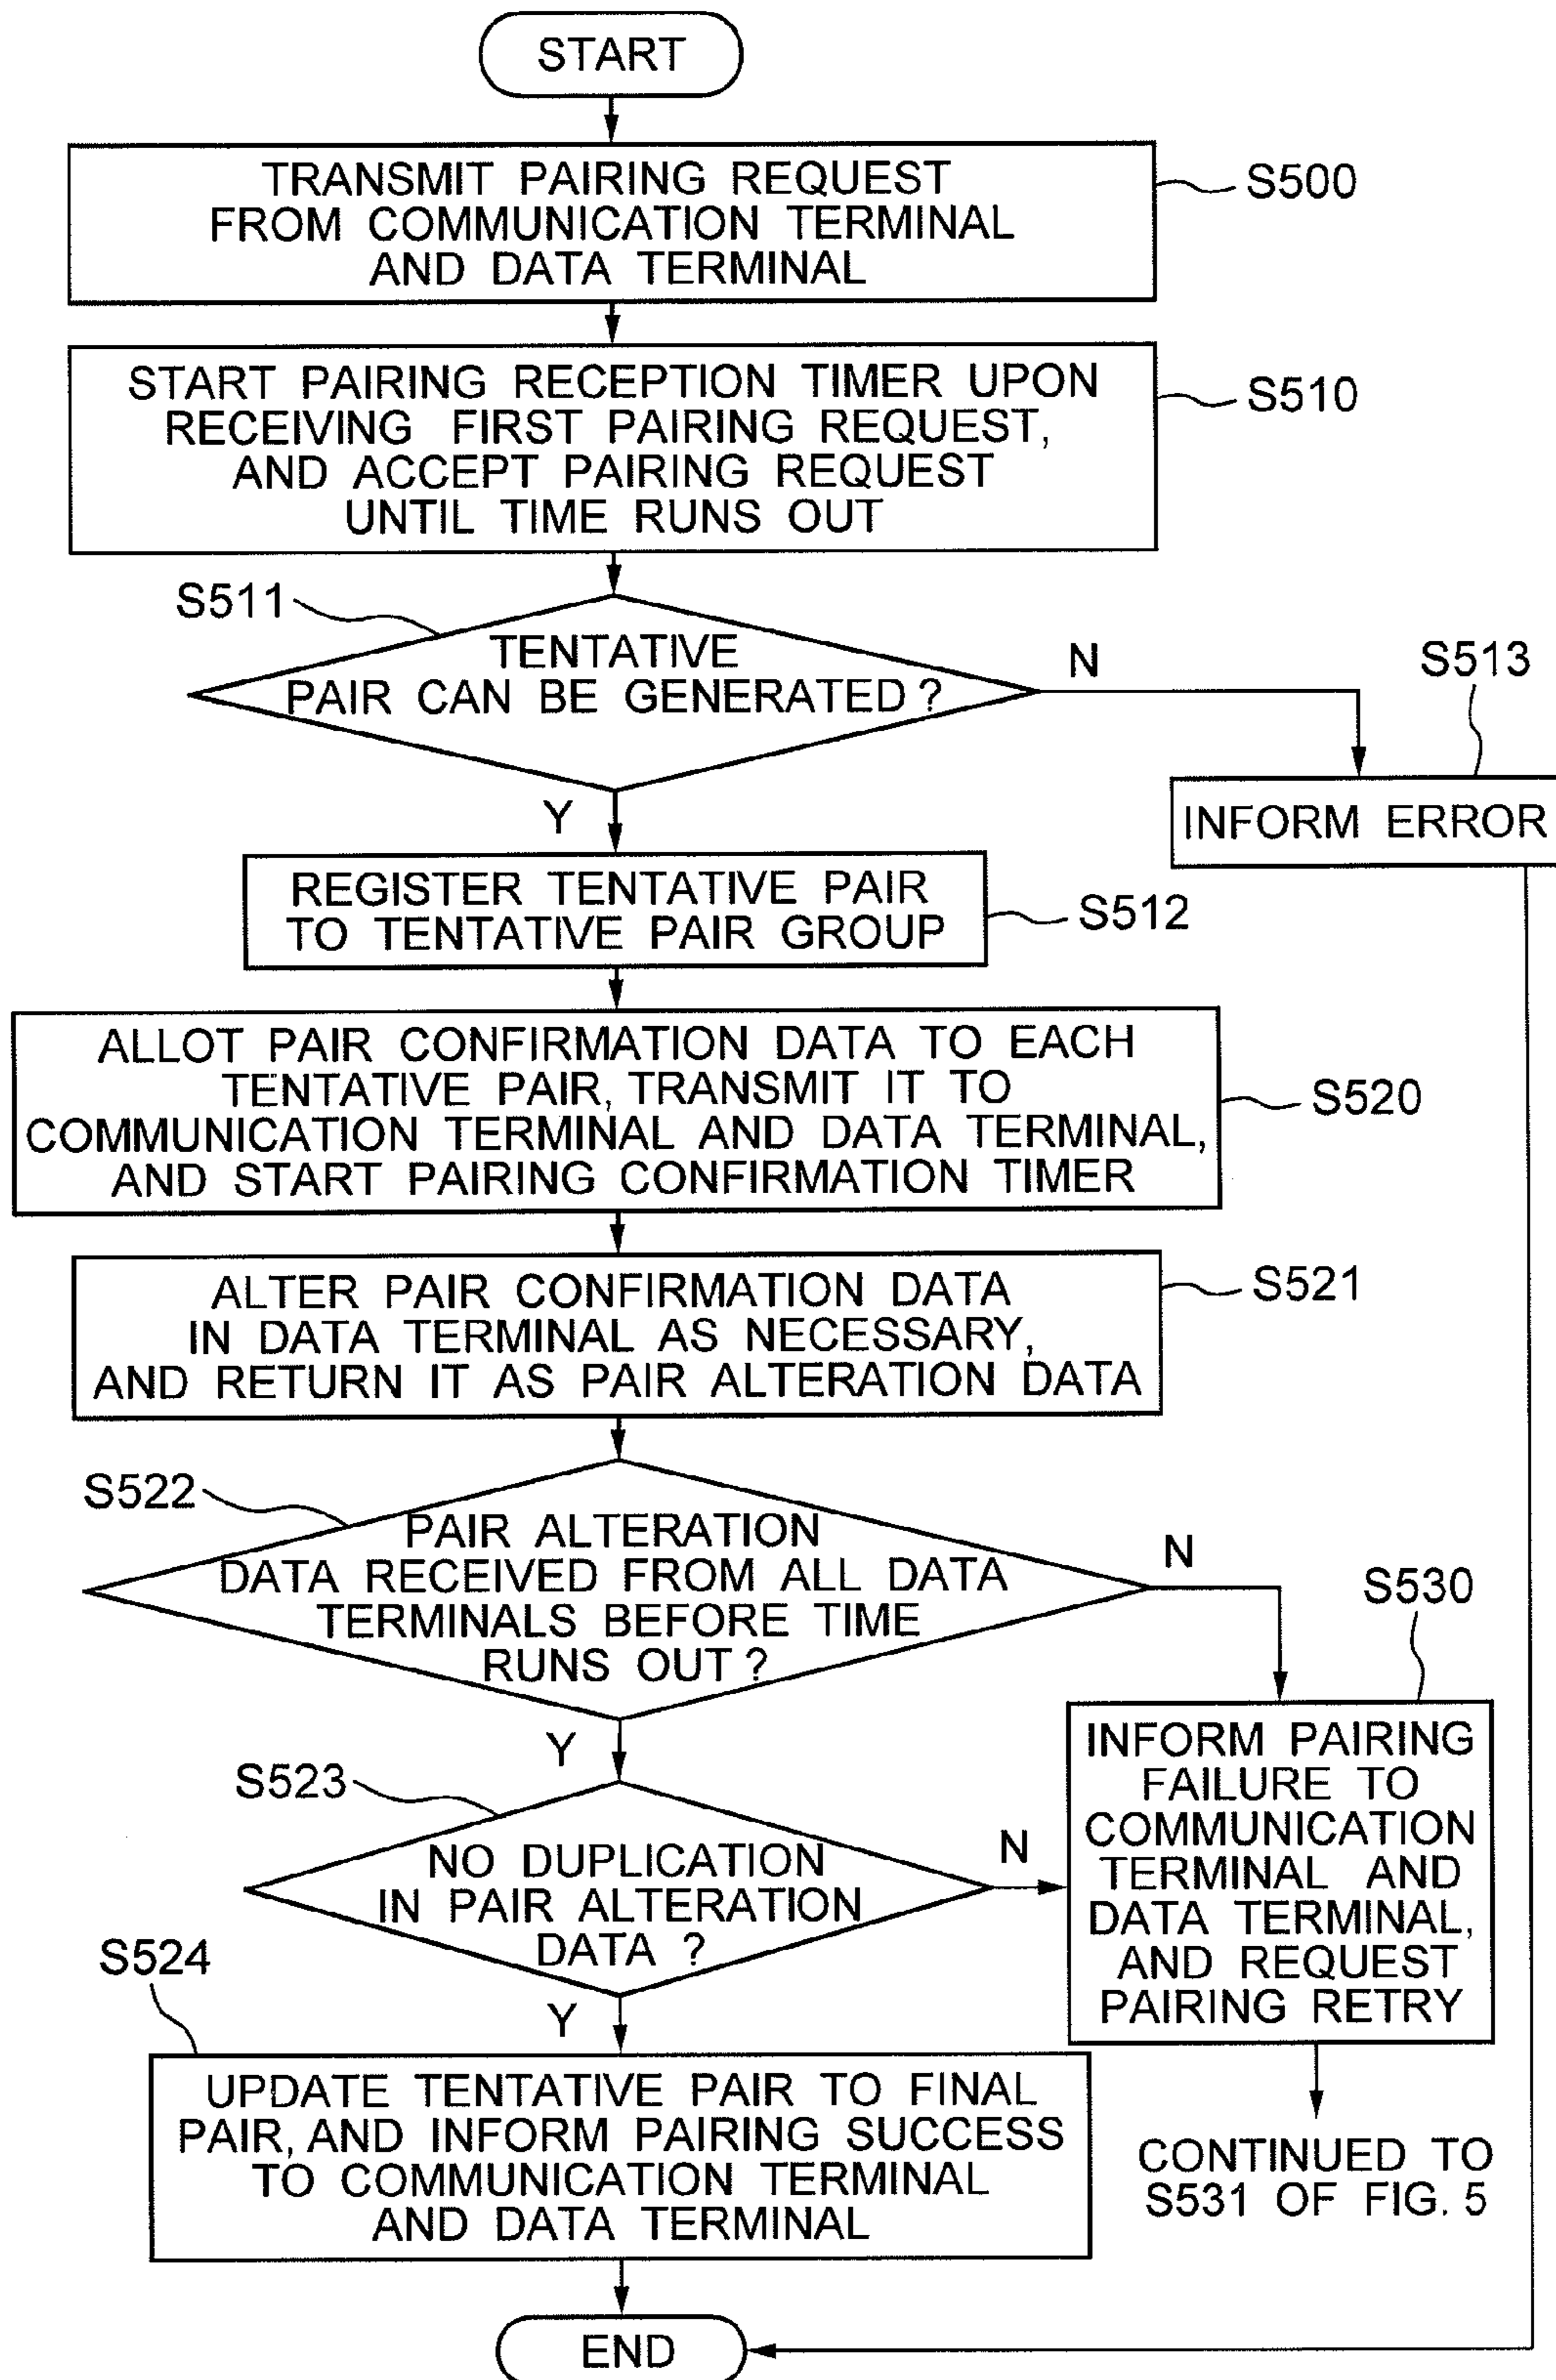 START
TRANSMIT PAIRING REQUEST
FROM COMMUNICATION TERMINAL
AND DATA TERMINAL
S500
START PAIRING RECEPTION TIMER UPON
RECEIVING FIRST PAIRING REQUEST,
AND ACCEPT PAIRING REQUEST
UNTIL TIME RUNS OUT
S510
S511
TENTATIVE
PAIR CAN BE GENERATED?
N
S513
INFORM ERROR
Y
REGISTER TENTATIVE PAIR
TO TENTATIVE PAIR GROUP
S512
ALLOT PAIR CONFIRMATION DATA TO EACH
TENTATIVE PAIR, TRANSMIT IT TO
COMMUNICATION TERMINAL AND DATA TERMINAL,
AND START PAIRING CONFIRMATION TIMER
S520
ALTER PAIR CONFIRMATION DATA
IN DATA TERMINAL AS NECESSARY,
AND RETURN IT AS PAIR ALTERATION DATA
S521
S522
PAIR ALTERATION
DATA RECEIVED FROM ALL DATA
TERMINALS BEFORE TIME
RUNS OUT?
N
S530
INFORM PAIRING
FAILURE TO
COMMUNICATION
TERMINAL AND
DATA TERMINAL,
AND REQUEST
PAIRING RETRY
Y
S523
NO DUPLICATION
IN PAIR ALTERATION
DATA ?
N
Y
S524
UPDATE TENTATIVE PAIR TO FINAL
PAIR, AND INFORM PAIRING SUCCESS
TO COMMUNICATION TERMINAL
AND DATA TERMINAL
CONTINUED TO
S531 OF FIG. 5
END